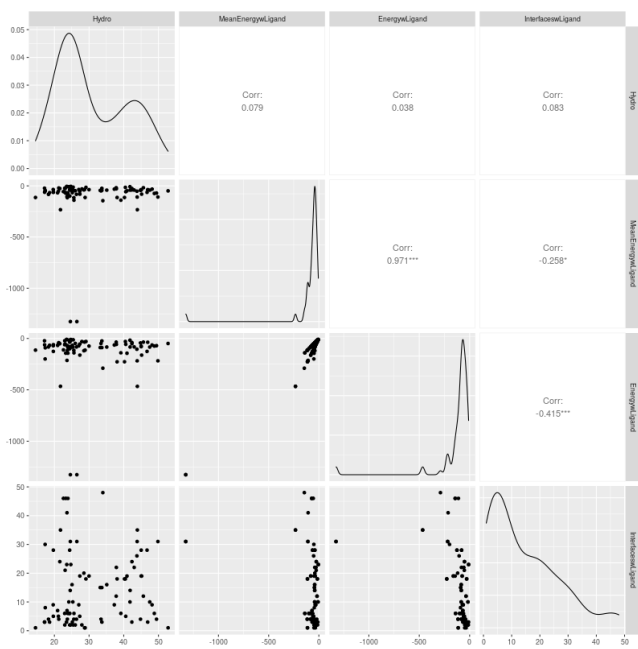 Hydro MeanEnergywLigand EnergywLigand InterfaceswLigand
0.05
0.04
0.03
0.02
0.01
0.00
Corr:
0.079
Corr:
0.038
Corr:
0.083
Hydro
0
-500
-1000
Corr:
0.971***
Corr:
-0.258*
MeanEnergywLigand
0
-500
-1000
Corr:
-0.415***
EnergywLigand
50
40
30
20
10
0
InterfaceswLigand
20 30 40 50 -1000 -500 0 -1000 -500 0 0 10 20 30 40 50